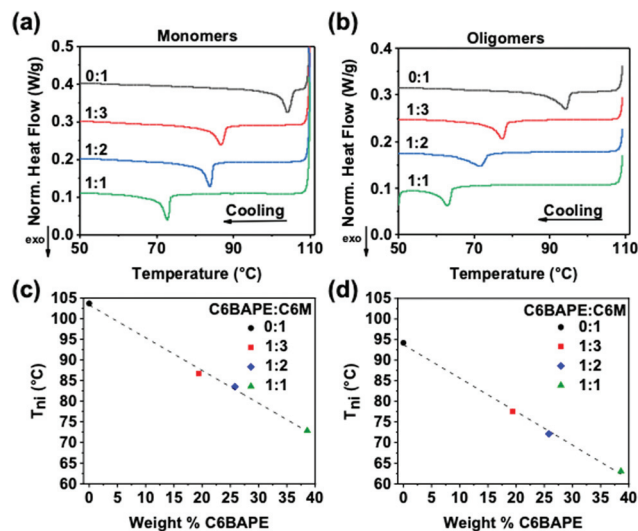 (a)
Monomers
0.5
0.4
0.3
0.2
0.1
0.0
Norm. Heat Flow (W/g)
exo
0:1
1:3
1:2
1:1
Cooling
50
70
90
110
Temperature (°C)
(b)
Oligomers
0.4
0.3
0.2
0.1
0.0
Norm. Heat Flow (W/g)
exo
0:1
1:3
1:2
1:1
Cooling
50
70
90
110
Temperature (°C)
(c)
105
100
95
90
85
80
75
70
65
60
Tni (°C)
C6BAPE:C6M
0:1
1:3
1:2
1:1
0 5 10 15 20 25 30 35 40
Weight % C6BAPE
(d)
105
100
95
90
85
80
75
70
65
60
Tni (°C)
C6BAPE:C6M
0:1
1:3
1:2
1:1
0 5 10 15 20 25 30 35 40
Weight % C6BAPE